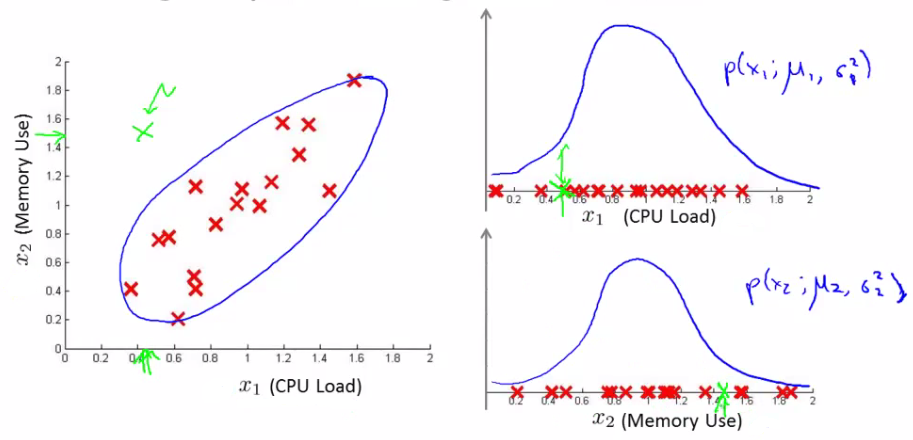 2
1.8
1.6
1.4
1.2
1
0.8
0.6
0.4
0.2
0
x₂ (Memory Use)
0 0.2 0.6 0.8 1 1.2 1.4 1.6 1.8 2
x₁ (CPU Load)
p(x₁; μ₁, σ₁²)
0.2 0.4 0.6 0.8 1 1.2 1.4 1.6 1.8 2
x₁ (CPU Load)
p(x₂; μ₂, σ₂²)
0.2 0.4 0.6 0.8 1 1.2 1.4 1.6 1.8 2
x₂ (Memory Use)